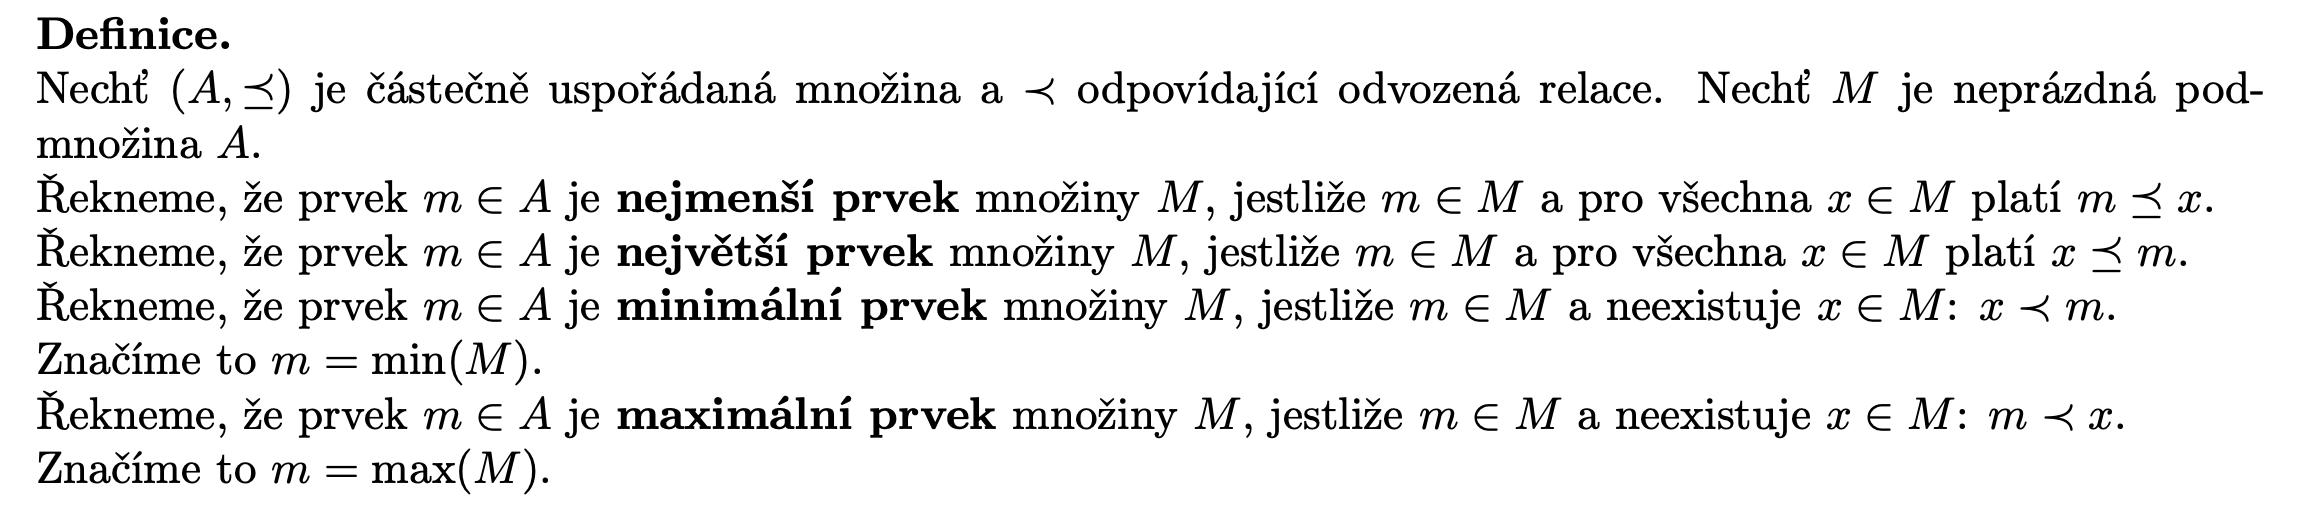 Definice.
Nechť (A, ⪯) je částečně uspořádaná množina a ≺ odpovídající odvozená relace. Nechť M je neprázdná pod-
množina A.
Řekneme, že prvek m ∈ A je nejmenší prvek množiny M, jestliže m ∈ M a pro všechna x ∈ M platí m ⪯ x.
Řekneme, že prvek m ∈ A je největší prvek množiny M, jestliže m ∈ M a pro všechna x ∈ M platí x ⪯ m.
Řekneme, že prvek m ∈ A je minimální prvek množiny M, jestliže m ∈ M a neexistuje x ∈ M: x ≺ m.
Značíme to m = min(M).
Řekneme, že prvek m ∈ A je maximální prvek množiny M, jestliže m ∈ M a neexistuje x ∈ M: m ≺ x.
Značíme to m = max(M).